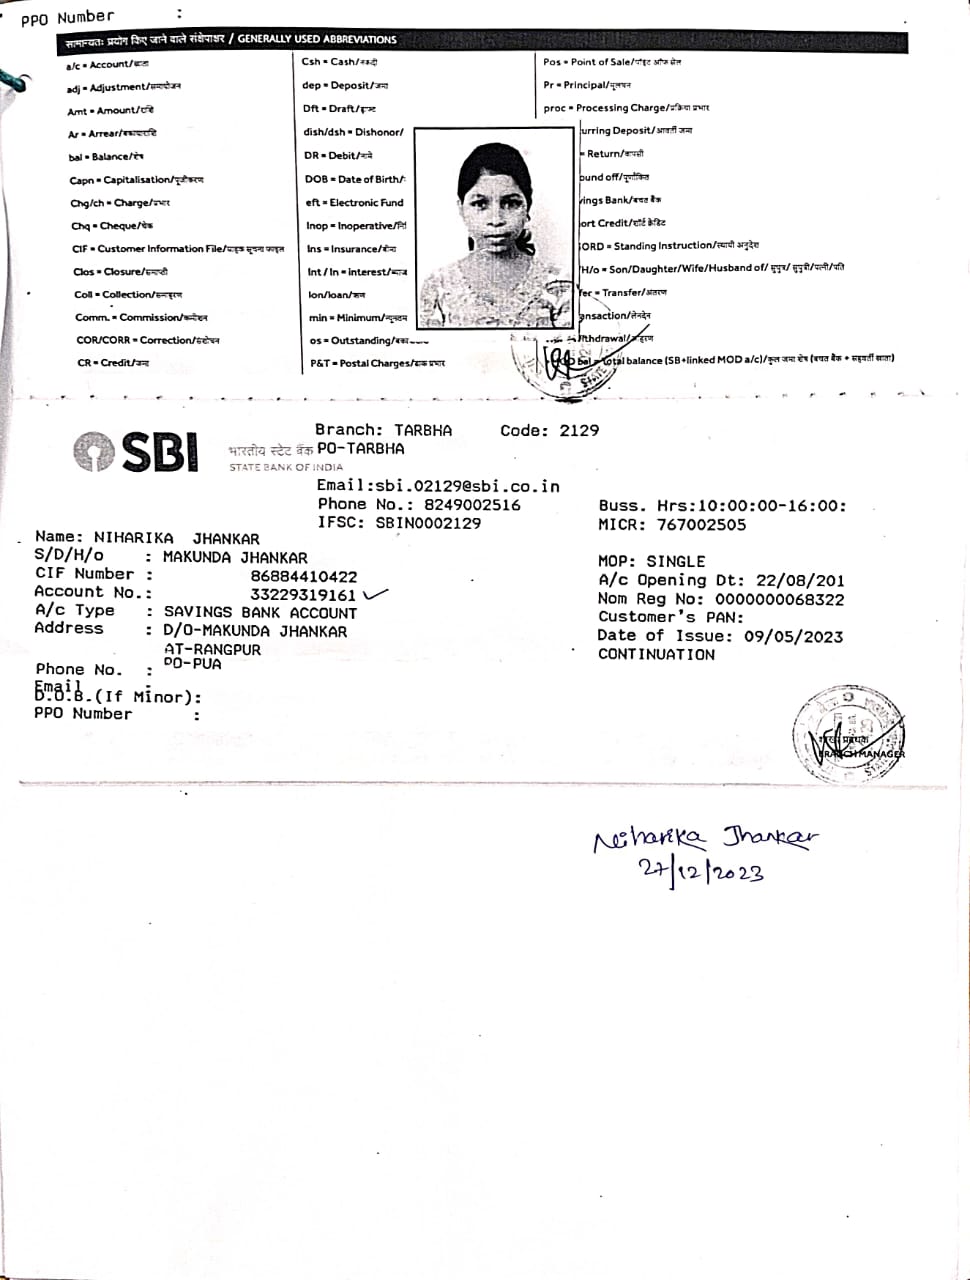 PPO Number :
सामान्यतः प्रयोग किए जाने वाले संक्षेपाक्षर / GENERALLY USED ABBREVIATIONS
a/c = Account/खाता
adj = Adjustment/समायोजन
Amt = Amount/राशि
Ar = Arrear/बकायाराशि
bal = Balance/शेष
Capn = Capitalisation/पूंजीकरण
Chg/ch = Charge/प्रभार
Chq = Cheque/चेक
CIF = Customer Information File/ग्राहक सूचना फाइल
Clos = Closure/समाप्ती
Coll = Collection/समाहरण
Comm. = Commission/कमीशन
COR/CORR = Correction/संशोधन
CR = Credit/जमा
Csh = Cash/नकदी
dep = Deposit/जमा
Dft = Draft/ड्राफ्ट
dish/dsh = Dishonor/
DR = Debit/नामे
DOB = Date of Birth/
eft = Electronic Fund
Inop = Inoperative/
Ins = Insurance/बीमा
Int / In = interest/ब्याज
lon/loan/ऋण
min = Minimum/न्यूनतम
os = Outstanding/
P&T = Postal Charges/डाक प्रभार
Pos = Point of Sale/पॉइंट ऑफ सेल
Pr = Principal/मूलधन
proc = Processing Charge/प्रक्रिया प्रभार
urring Deposit/आवर्ती जमा
= Return/वापसी
ound off/पूर्णांकित
ings Bank/बचत बैंक
ort Credit/शॉर्ट क्रेडिट
ORD = Standing Instruction/स्थायी अनुदेश
H/o = Son/Daughter/Wife/Husband of/ सुपुत्र/ सुपुत्री/पत्नी/पति
fer = Transfer/अंतरण
ansaction/लेनदेन
ithdrawal/आहरण
bal = Total balance (SB+linked MOD a/c)/कुल जमा शेष (बचत बैंक + सहवर्ती खाता)
SBI
भारतीय स्टेट बैंक
STATE BANK OF INDIA
Branch: TARBHA Code: 2129
PO-TARBHA
Email:sbi.02129@sbi.co.in
Phone No.: 8249002516
IFSC: SBIN0002129
Buss. Hrs:10:00:00-16:00:
MICR: 767002505
Name: NIHARIKA JHANKAR
S/D/H/o : MAKUNDA JHANKAR
CIF Number : 86884410422
Account No.: 33229319161
A/c Type : SAVINGS BANK ACCOUNT
Address : D/O-MAKUNDA JHANKAR
AT-RANGPUR
PO-PUA
Phone No. :
Email :
D.O.B.(If Minor):
PPO Number :
MOP: SINGLE
A/c Opening Dt: 22/08/201
Nom Reg No: 0000000068322
Customer's PAN:
Date of Issue: 09/05/2023
CONTINUATION
शाखा प्रबंधक
BRANCH MANAGER
Niharika Jhankar
27/12/2023